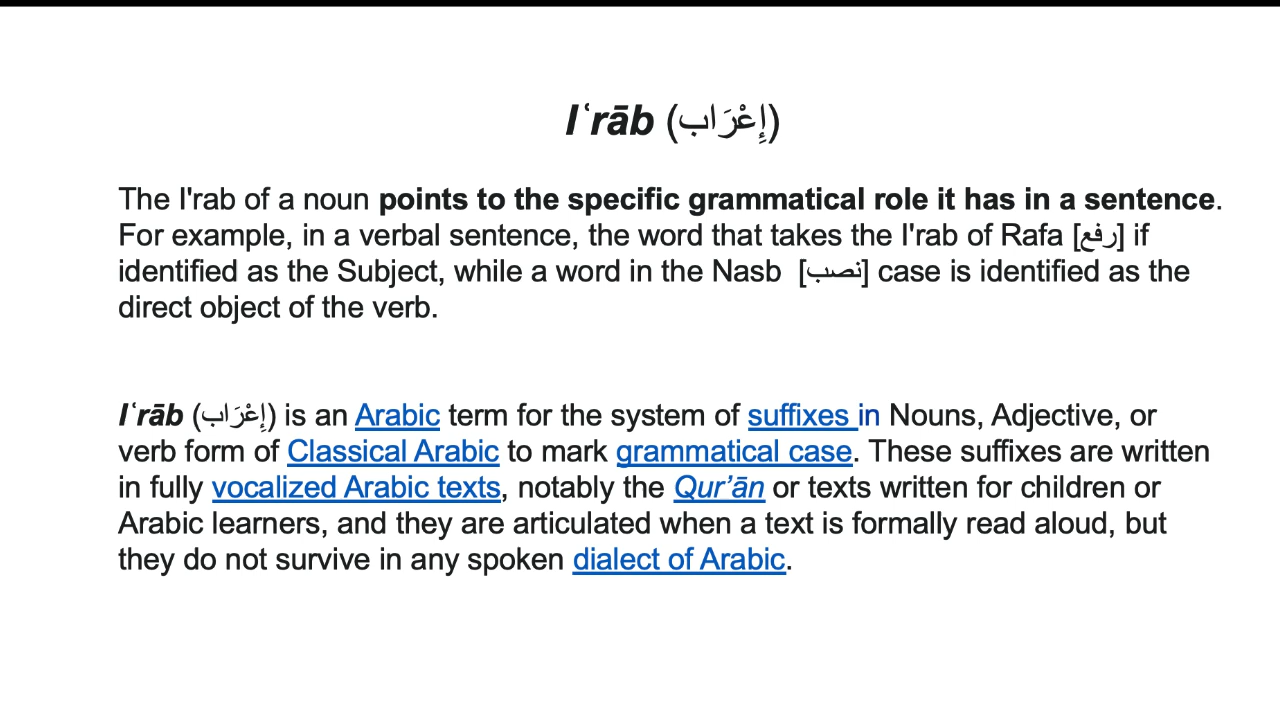 Iʿrāb (إِعْرَاب)
The I'rab of a noun points to the specific grammatical role it has in a sentence.
For example, in a verbal sentence, the word that takes the I'rab of Rafa [رفع] if
identified as the Subject, while a word in the Nasb [نصب] case is identified as the
direct object of the verb.
Iʿrāb (إِعْرَاب) is an Arabic term for the system of suffixes in Nouns, Adjective, or
verb form of Classical Arabic to mark grammatical case. These suffixes are written
in fully vocalized Arabic texts, notably the Qur’ān or texts written for children or
Arabic learners, and they are articulated when a text is formally read aloud, but
they do not survive in any spoken dialect of Arabic.